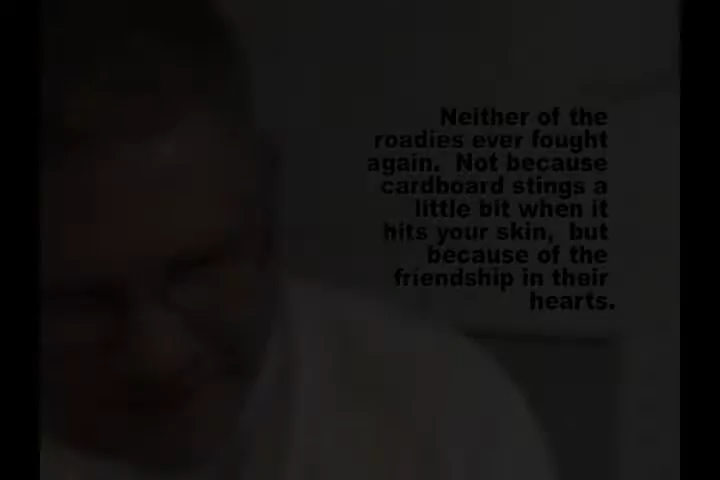 Neither of the
roadies ever fought
again. Not because
cardboard stings a
little bit when it
hits your skin, but
because of the
friendship in their
hearts.